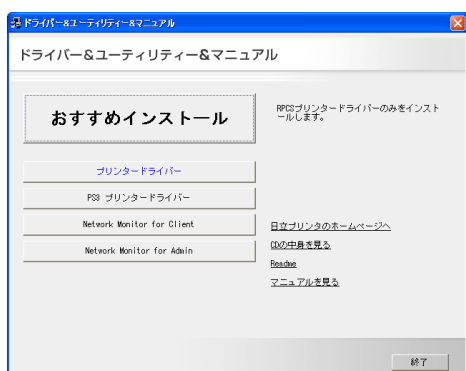 ドライバー&ユーティリティー&マニュアル
ドライバー&ユーティリティー&マニュアル
おすすめインストール
RPCSプリンタードライバーのみをインスト
ールします。
プリンタードライバー
PS3 プリンタードライバー
Network Monitor for Client
Network Monitor for Admin
日立プリンタのホームページへ
CDの中身を見る
Readme
マニュアルを見る
終了